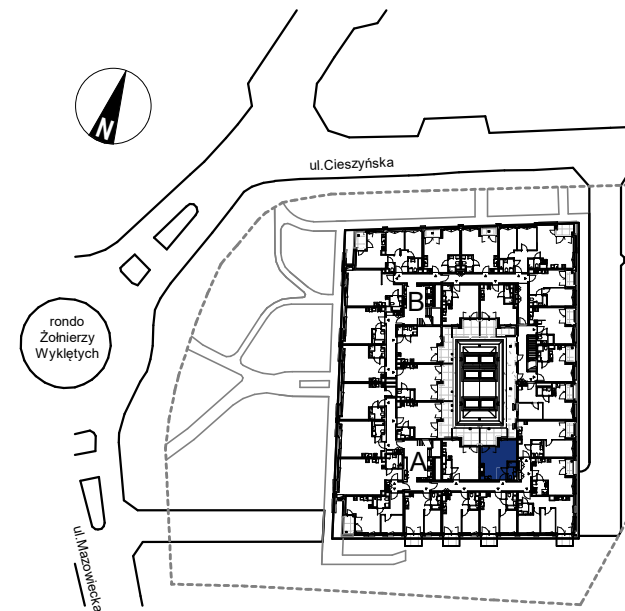 N
ul.Cieszyńska
B
rondo
Żołnierzy
Wyklętych
A
ul.Mazowiecka